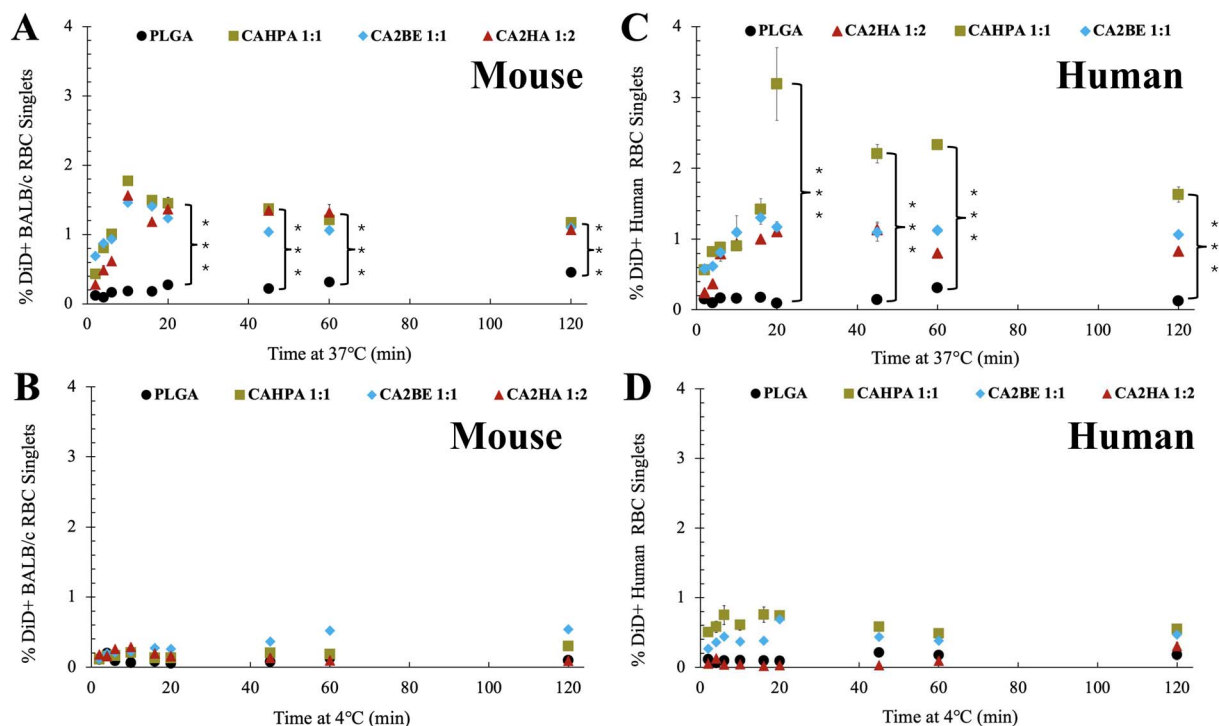 A
PLGA CAHPA 1:1 CA2BE 1:1 CA2HA 1:2
Mouse
% DiD+ BALB/c RBC Singlets
4
3
2
1
0
* * *
* * *
* * *
* * *
0 20 40 60 80 100 120
Time at 37°C (min)
C
PLGA CA2HA 1:2 CAHPA 1:1 CA2BE 1:1
Human
% DiD+ Human RBC Singlets
4
3
2
1
0
* * *
* * *
* * *
* * *
0 20 40 60 80 100 120
Time at 37°C (min)
B
PLGA CAHPA 1:1 CA2BE 1:1 CA2HA 1:2
Mouse
% DiD+ BALB/c RBC Singlets
4
3
2
1
0
0 20 40 60 80 100 120
Time at 4°C (min)
D
PLGA CAHPA 1:1 CA2BE 1:1 CA2HA 1:2
Human
% DiD+ Human RBC Singlets
4
3
2
1
0
0 20 40 60 80 100 120
Time at 4°C (min)